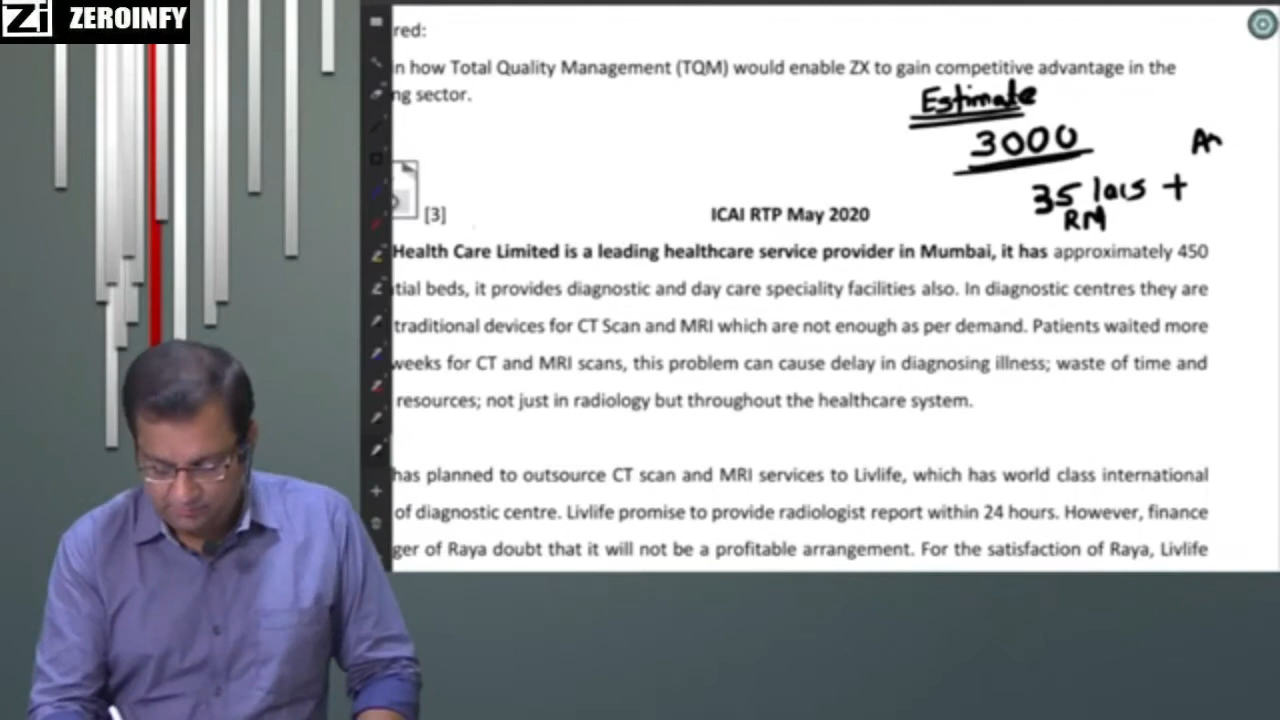 Zi ZEROINFY
red:
n how Total Quality Management (TQM) would enable ZX to gain competitive advantage in the
ng sector.
Estimate
3000
An
35 lacs +
RM
[3] ICAI RTP May 2020
Health Care Limited is a leading healthcare service provider in Mumbai, it has approximately 450
tial beds, it provides diagnostic and day care speciality facilities also. In diagnostic centres they are
traditional devices for CT Scan and MRI which are not enough as per demand. Patients waited more
weeks for CT and MRI scans, this problem can cause delay in diagnosing illness; waste of time and
resources; not just in radiology but throughout the healthcare system.
has planned to outsource CT scan and MRI services to Livlife, which has world class international
of diagnostic centre. Livlife promise to provide radiologist report within 24 hours. However, finance
ger of Raya doubt that it will not be a profitable arrangement. For the satisfaction of Raya, Livlife